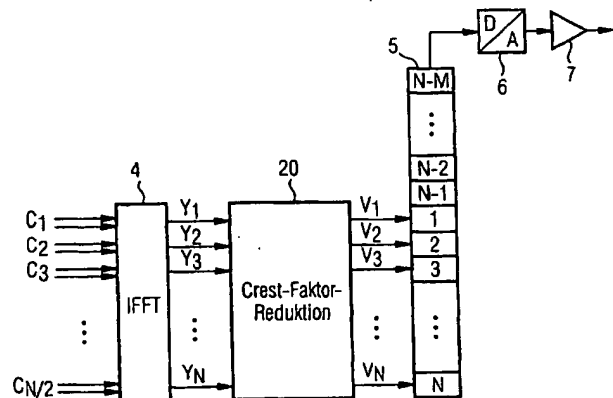 D
A
6
7
5
N-M
⋮
N-2
N-1
1
2
3
⋮
N
4
20
C1
C2
C3
⋮
CN/2
IFFT
Y1
Y2
Y3
⋮
YN
Crest-Faktor-
Reduktion
V1
V2
V3
⋮
VN